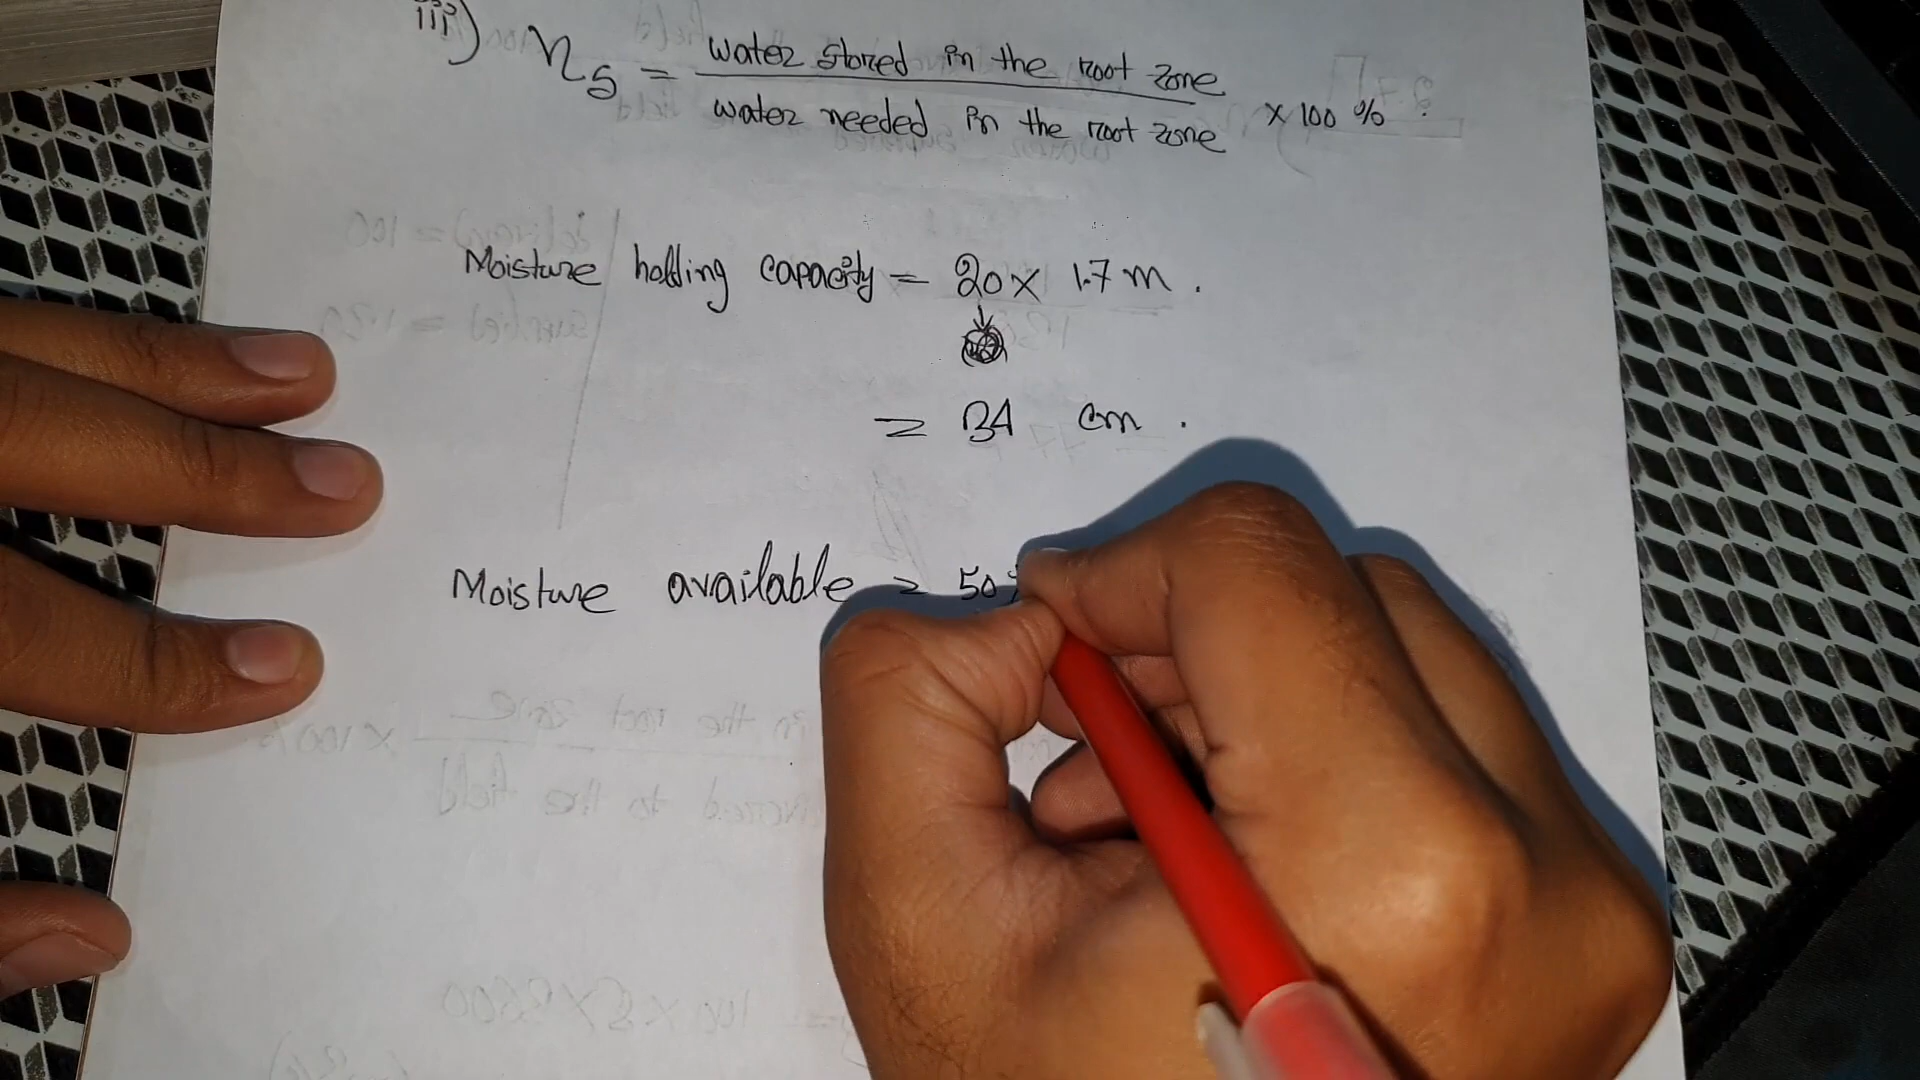 iii) η_s = water stored in the root zone
water needed in the root zone × 100 %
Moisture holding capacity = 20 × 1.7 m .
= 34 cm .
Moisture available = 50%